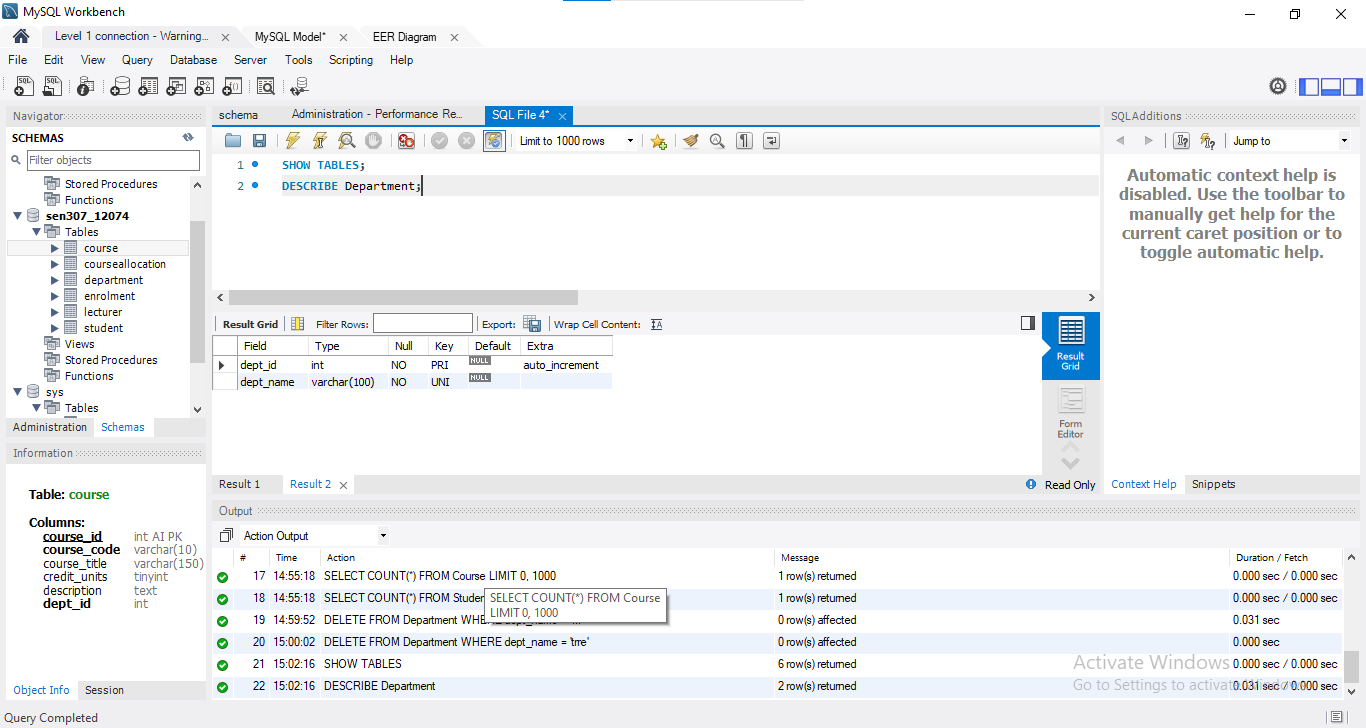 MySQL Workbench
Level 1 connection - Warning... MySQL Model* EER Diagram
File Edit View Query Database Server Tools Scripting Help
Navigator
SCHEMAS
Filter objects
Stored Procedures
Functions
sen307_12074
Tables
course
courseallocation
department
enrolment
lecturer
student
Views
Stored Procedures
Functions
sys
Tables
Administration Schemas
Information
Table: course
Columns:
course_id int AI PK
course_code varchar(10)
course_title varchar(150)
credit_units tinyint
description text
dept_id int
Object Info Session
Query Completed
schema Administration - Performance Re... SQL File 4*
Limit to 1000 rows
1 SHOW TABLES;
2 DESCRIBE Department;
Result Grid Filter Rows: Export: Wrap Cell Content:
Field Type Null Key Default Extra
dept_id int NO PRI NULL auto_increment
dept_name varchar(100) NO UNI NULL
Result Grid
Form Editor
Result 1 Result 2 Read Only
SQLAdditions
Jump to
Automatic context help is
disabled. Use the toolbar to
manually get help for the
current caret position or to
toggle automatic help.
Context Help Snippets
Output
Action Output
# Time Action Message Duration / Fetch
17 14:55:18 SELECT COUNT(*) FROM Course LIMIT 0, 1000 1 row(s) returned 0.000 sec / 0.000 sec
18 14:55:18 SELECT COUNT(*) FROM Studen 1 row(s) returned 0.000 sec / 0.000 sec
SELECT COUNT(*) FROM Course
LIMIT 0, 1000
19 14:59:52 DELETE FROM Department WHERE 0 row(s) affected 0.031 sec
20 15:00:02 DELETE FROM Department WHERE dept_name = 'tme' 0 row(s) affected 0.000 sec
21 15:02:16 SHOW TABLES 6 row(s) returned 0.000 sec / 0.000 sec
22 15:02:16 DESCRIBE Department 2 row(s) returned 0.031 sec / 0.000 sec
Activate Windows
Go to Settings to activate Windows.